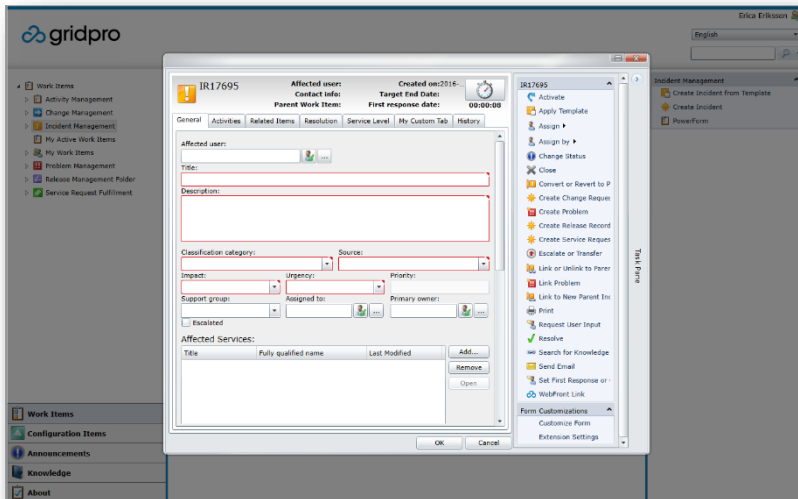 Erica Eriksson
gridpro
English
Work Items
Activity Management
Change Management
Incident Management
My Active Work Items
My Work Items
Problem Management
Release Management Folder
Service Request Fulfillment
Work Items
Configuration Items
Announcements
Knowledge
About
IR17695
Affected user:
Contact info:
Parent Work Item:
Created on:2016-...
Target End Date:
First response date:
00:00:08
General Activities Related Items Resolution Service Level My Custom Tab History
Affected user:
...
Title:
Description:
Classification category: Source:
Impact: Urgency: Priority:
Support group: Assigned to: Primary owner:
... ...
Escalated
Affected Services:
Title Fully qualified name Last Modified
Add...
Remove
Open
OK Cancel
IR17695
Activate
Apply Template
Assign
Assign by
Change Status
Close
Convert or Revert to P
Create Change Reques
Create Problem
Create Release Record
Create Service Reques
Escalate or Transfer
Link or Unlink to Parer
Link Problem
Link to New Parent Inc
Print
Request User Input
Resolve
Search for Knowledge
Send Email
Set First Response or
WebFront Link
Form Customizations
Customize Form
Extension Settings
Task Pane
Incident Management
Create Incident from Template
Create Incident
PowerForm